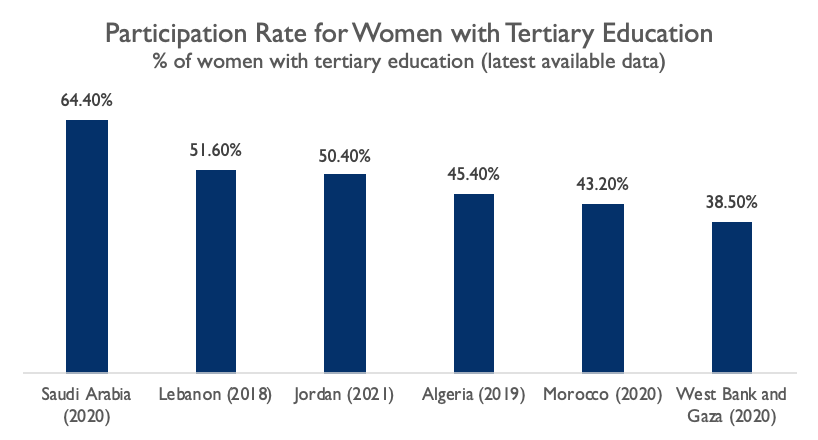 Participation Rate for Women with Tertiary Education
% of women with tertiary education (latest available data)
64.40%
51.60%
50.40%
45.40%
43.20%
38.50%
Saudi Arabia
(2020)
Lebanon (2018)
Jordan (2021)
Algeria (2019)
Morocco (2020)
West Bank and
Gaza (2020)